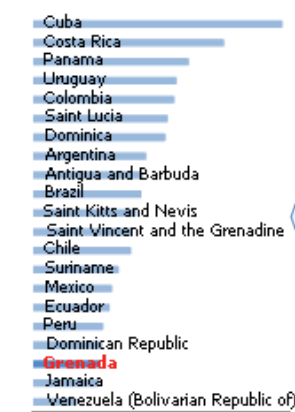 Cuba
Costa Rica
Panama
Uruguay
Colombia
Saint Lucia
Dominica
Argentina
Antigua and Barbuda
Brazil
Saint Kitts and Nevis
Saint Vincent and the Grenadine
Chile
Suriname
Mexico
Ecuador
Peru
Dominican Republic
Grenada
Jamaica
Venezuela (Bolivarian Republic of)